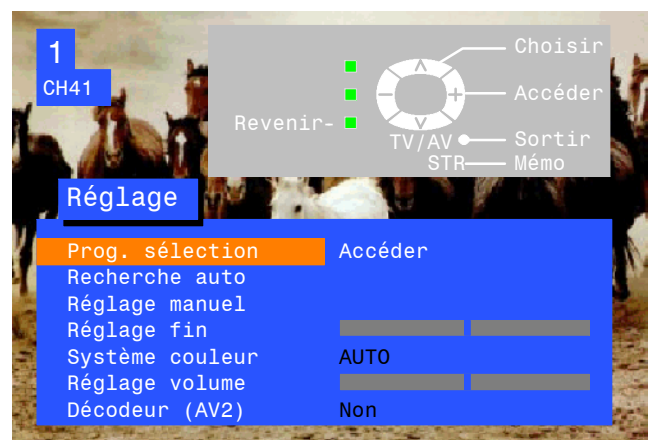 1
CH41
Choisir
Accéder
Revenir-
TV/AV Sortir
STR Mémo
Réglage
Prog. sélection Accéder
Recherche auto
Réglage manuel
Réglage fin
Système couleur AUTO
Réglage volume
Décodeur (AV2) Non